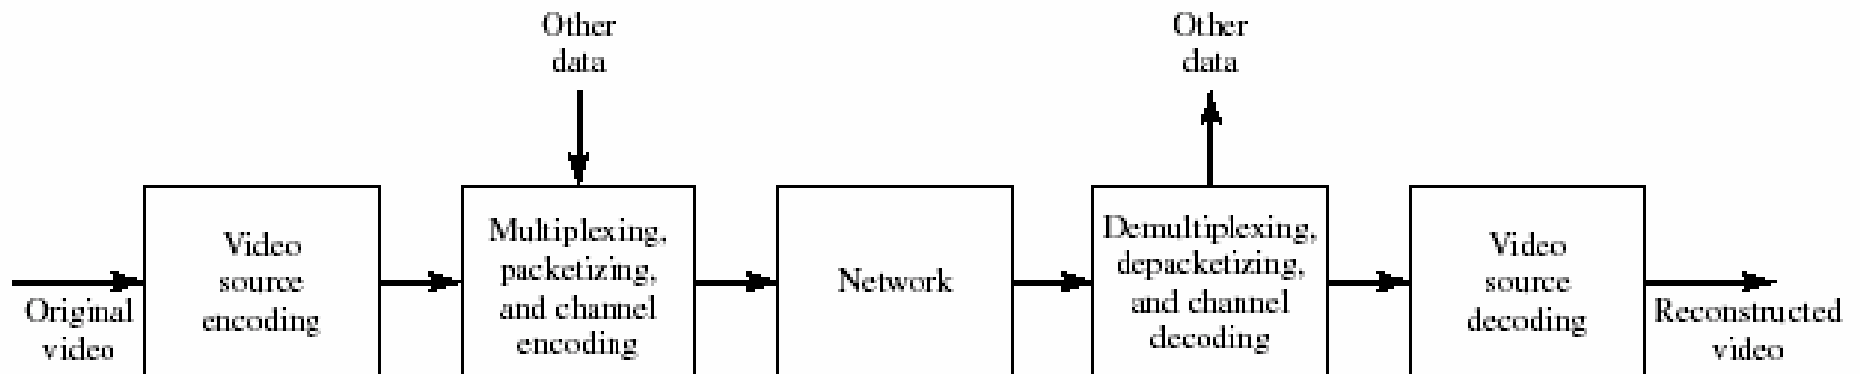 Other
data
Other
data
Original
video
Video
source
encoding
Multiplexing,
packetizing,
and channel
encoding
Network
Demultiplexing,
depacketizing,
and channel
decoding
Video
source
decoding
Reconstructed
video